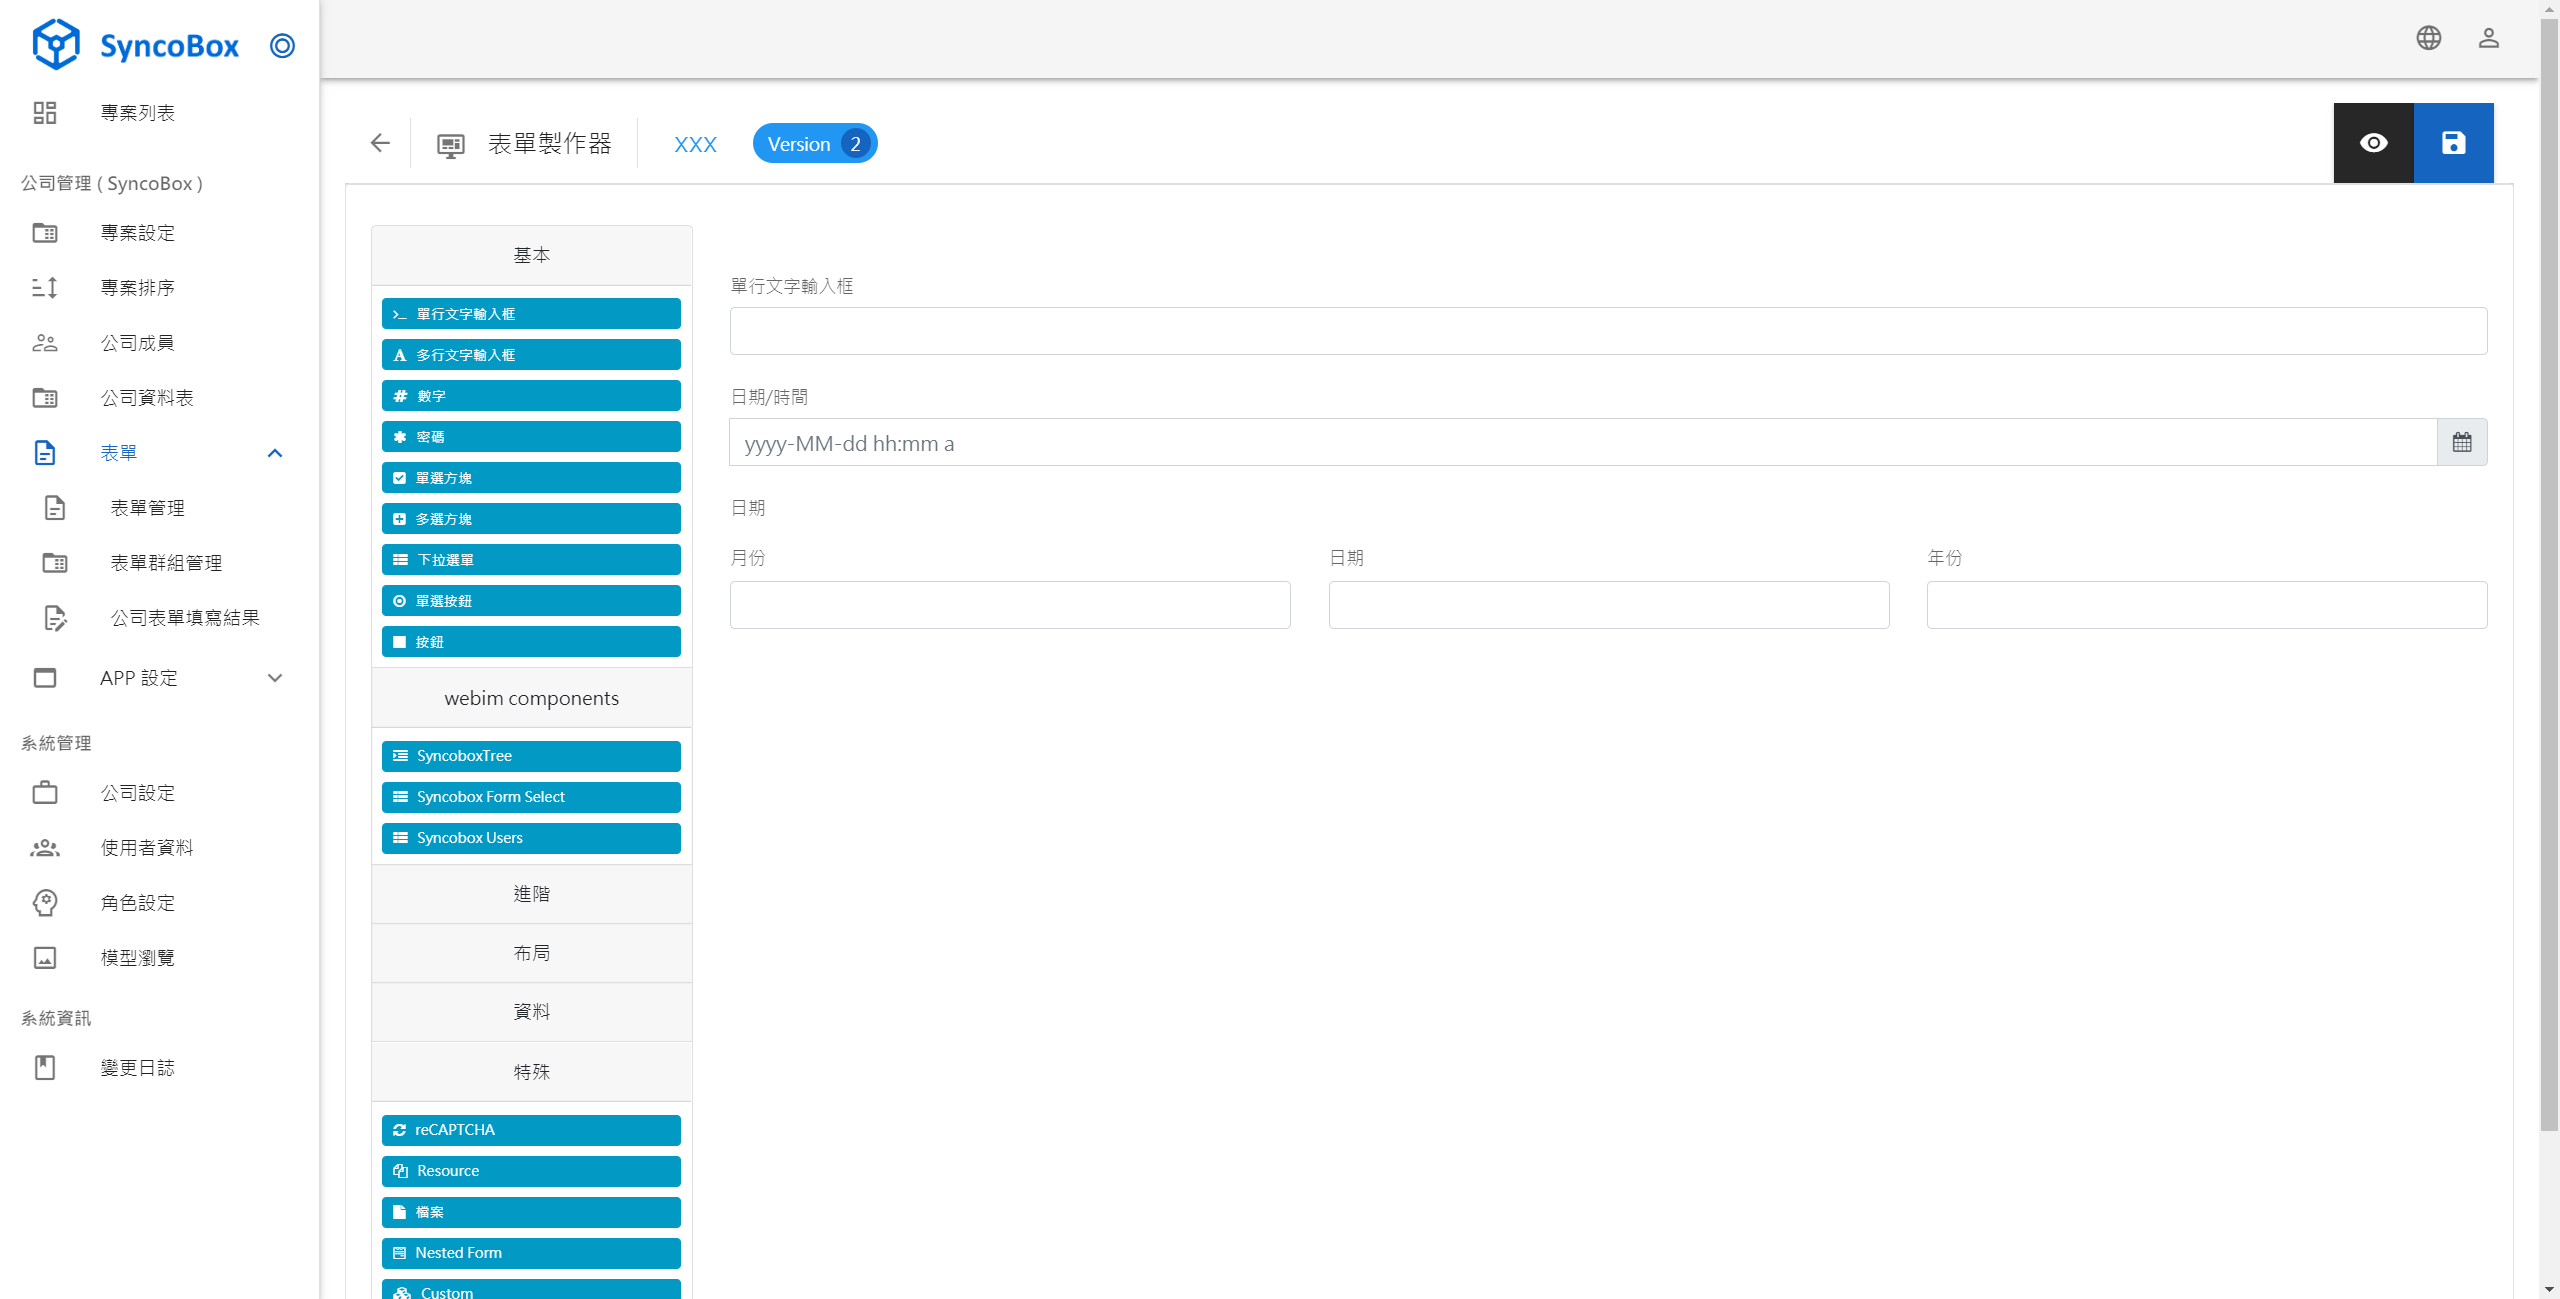 SyncoBox
專案列表
公司管理 ( SyncoBox )
專案設定
專案排序
公司成員
公司資料表
表單
表單管理
表單群組管理
公司表單填寫結果
APP 設定
系統管理
公司設定
使用者資料
角色設定
模型瀏覽
系統資訊
變更日誌
表單製作器
XXX
Version 2
基本
單行文字輸入框
多行文字輸入框
數字
密碼
單選方塊
多選方塊
下拉選單
單選按鈕
按鈕
webim components
SyncoboxTree
Syncobox Form Select
Syncobox Users
進階
布局
資料
特殊
reCAPTCHA
Resource
檔案
Nested Form
Custom
單行文字輸入框
日期/時間
yyyy-MM-dd hh:mm a
日期
月份
日期
年份